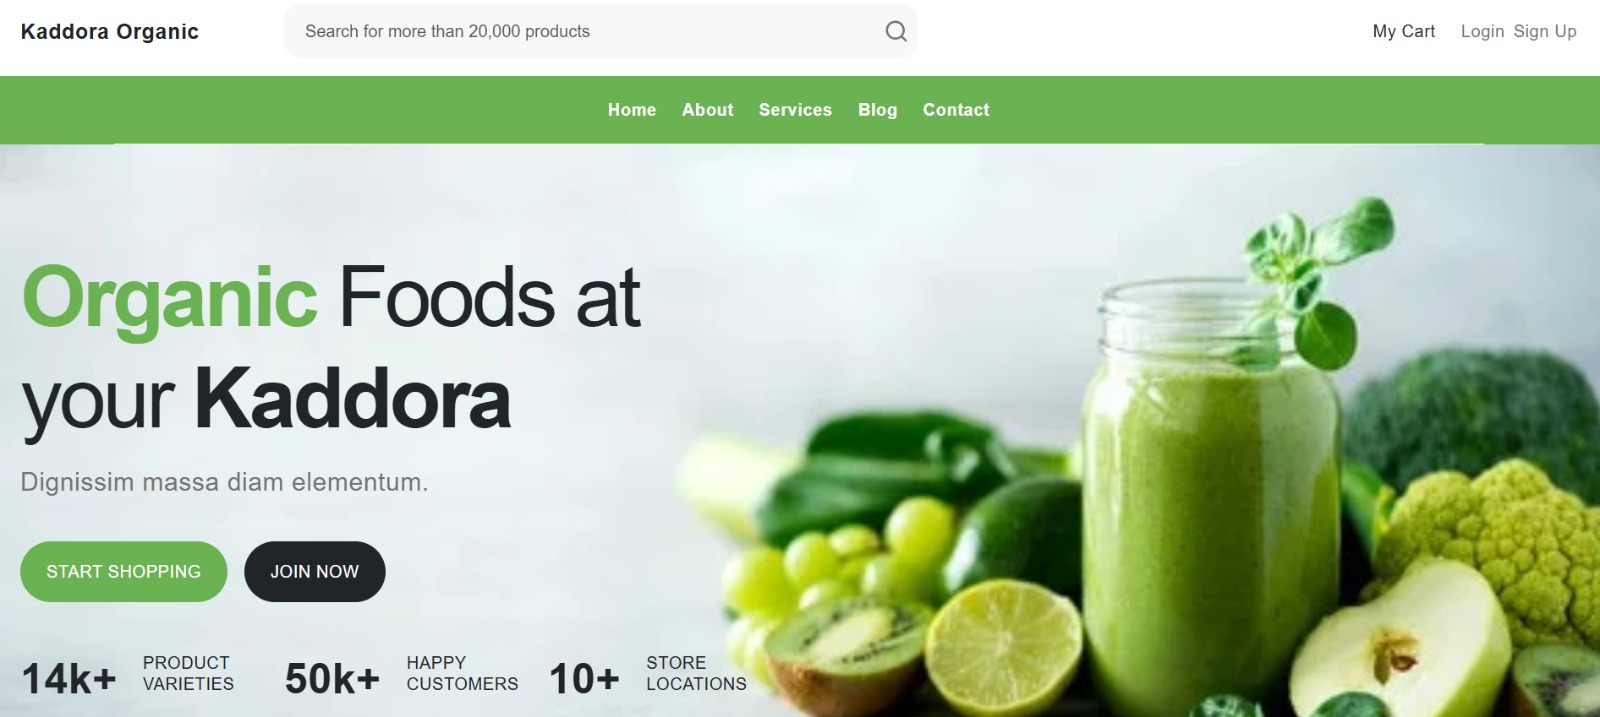 Kaddora Organic
Search for more than 20,000 products
My Cart
Login Sign Up
Home About Services Blog Contact
Organic Foods at
your Kaddora
Dignissim massa diam elementum.
START SHOPPING
JOIN NOW
14k+
PRODUCT
VARIETIES
50k+
HAPPY
CUSTOMERS
10+
STORE
LOCATIONS